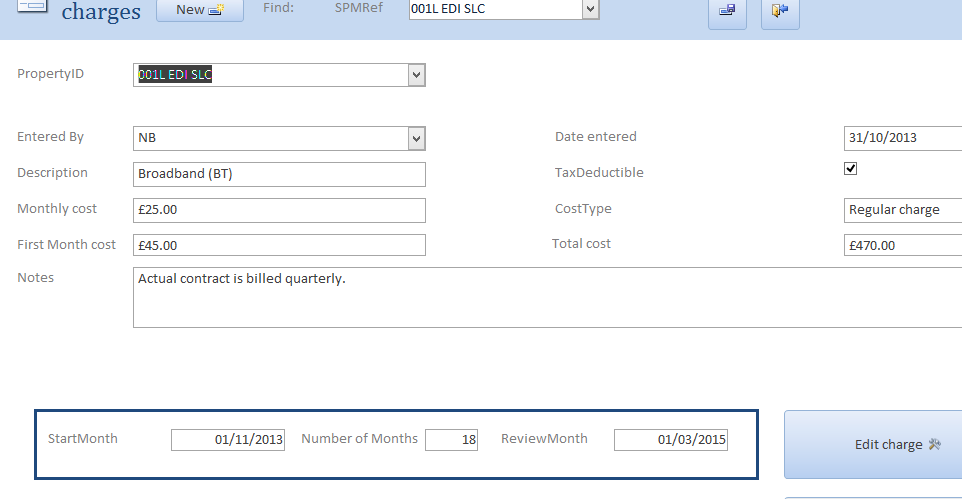 charges New Find: SPMRef 001L EDI SLC
PropertyID 001L EDI SLC
Entered By NB Date entered 31/10/2013
Description Broadband (BT) TaxDeductible
Monthly cost £25.00 CostType Regular charge
First Month cost £45.00 Total cost £470.00
Notes Actual contract is billed quarterly.
StartMonth 01/11/2013 Number of Months 18 ReviewMonth 01/03/2015
Edit charge